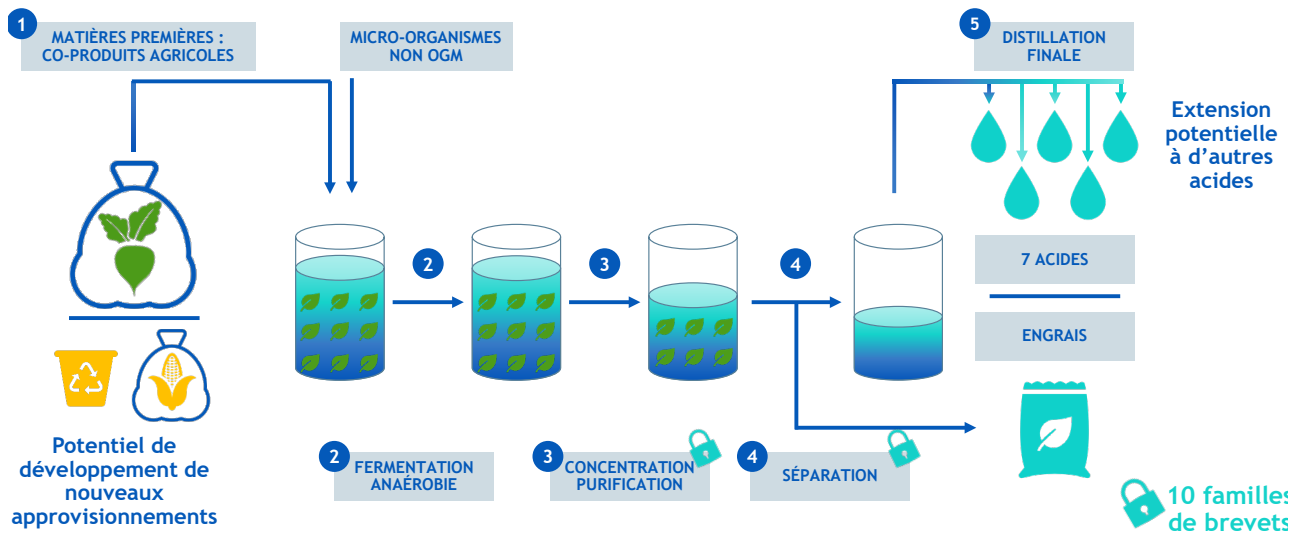 1
MATIÈRES PREMIÈRES :
CO-PRODUITS AGRICOLES
MICRO-ORGANISMES
NON OGM
5
DISTILLATION
FINALE
Extension
potentielle
à d'autres
acides
2
3
4
7 ACIDES
ENGRAIS
Potentiel de
développement de
nouveaux
approvisionnements
2
FERMENTATION
ANAÉROBIE
3
CONCENTRATION
PURIFICATION
4
SÉPARATION
10 familles
de brevets